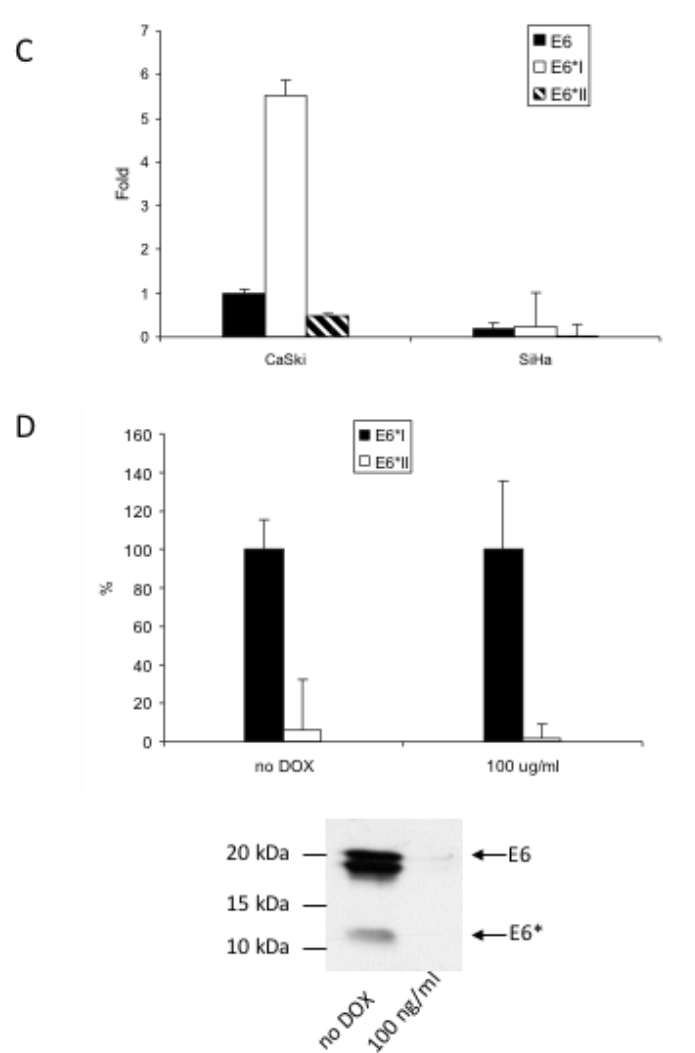 C
7
6
5
4
3
2
1
0
Fold
E6
E6*I
E6*II
CaSki
SiHa
D
160
140
120
100
80
60
40
20
0
%
E6*I
E6*II
no DOX
100 ug/ml
20 kDa
15 kDa
10 kDa
E6
E6*
no DOX
100 ng/ml